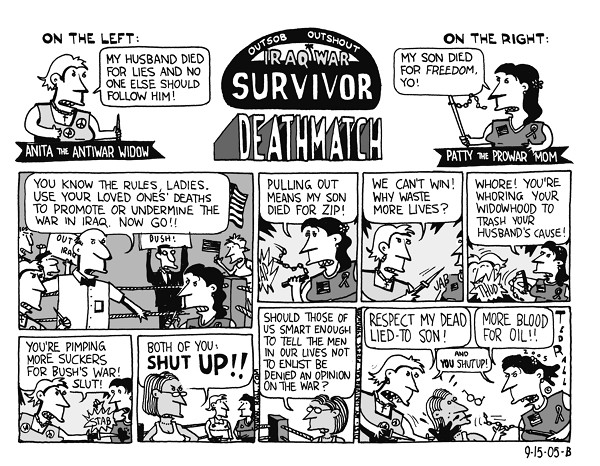 ON THE LEFT:
MY HUSBAND DIED
FOR LIES AND NO
ONE ELSE SHOULD
FOLLOW HIM!
ANITA THE ANTIWAR WIDOW
OUTSOB OUTSHOUT
IRAQ WAR
SURVIVOR
DEATHMATCH
ON THE RIGHT:
MY SON DIED
FOR FREEDOM,
YO!
PATTY THE PROWAR MOM
YOU KNOW THE RULES, LADIES.
USE YOUR LOVED ONES' DEATHS
TO PROMOTE OR UNDERMINE THE
WAR IN IRAQ. NOW GO!!
OUT
IRAQ
BUSH!
PULLING OUT
MEANS MY SON
DIED FOR ZIP!
WE CAN'T WIN!
WHY WASTE
MORE LIVES?
JAB
WHORE! YOU'RE
WHORING YOUR
WIDOWHOOD TO
TRASH YOUR
HUSBAND'S CAUSE!
YOU'RE PIMPING
MORE SUCKERS
FOR BUSH'S WAR!
SLUT!
STAB
BOTH OF YOU:
SHUT UP!!
SHOULD THOSE OF
US SMART ENOUGH
TO TELL THE MEN
IN OUR LIVES NOT
TO ENLIST BE
DENIED AN OPINION
ON THE WAR?
RESPECT MY DEAD
LIED-TO SON!
AND
YOU SHUTUP!
MORE BLOOD
FOR OIL!!
TED RALL
9-15-05-B